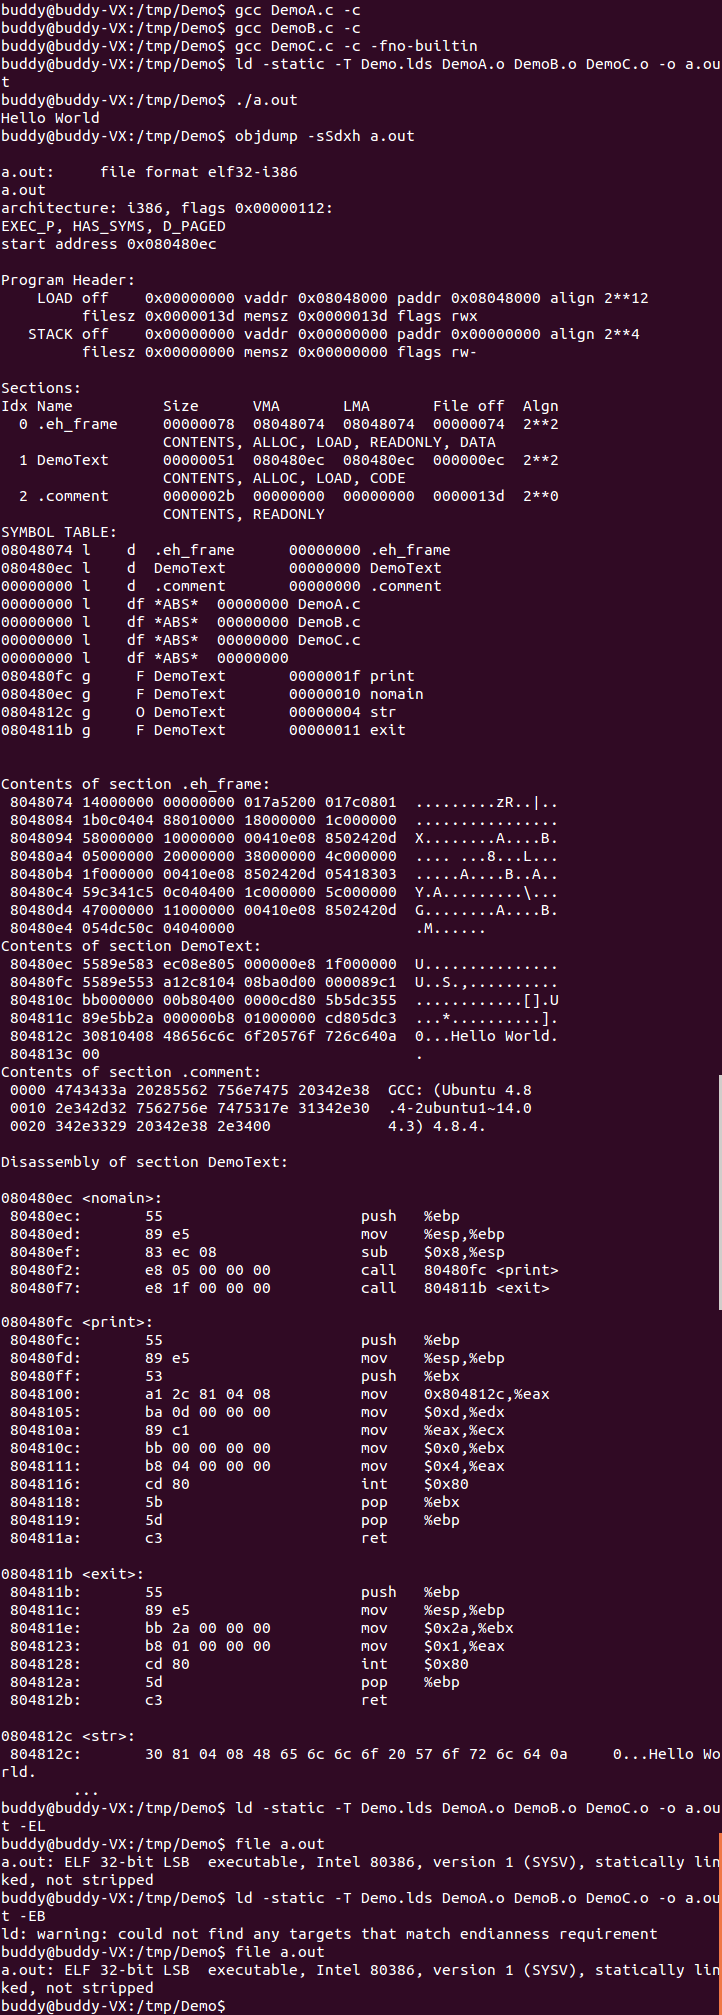 buddy@buddy-VX:/tmp/Demo$ gcc DemoA.c -c
buddy@buddy-VX:/tmp/Demo$ gcc DemoB.c -c
buddy@buddy-VX:/tmp/Demo$ gcc DemoC.c -c -fno-builtin
buddy@buddy-VX:/tmp/Demo$ ld -static -T Demo.lds DemoA.o DemoB.o DemoC.o -o a.ou
t
buddy@buddy-VX:/tmp/Demo$ ./a.out
Hello World
buddy@buddy-VX:/tmp/Demo$ objdump -sSdxh a.out

a.out:     file format elf32-i386
a.out
architecture: i386, flags 0x00000112:
EXEC_P, HAS_SYMS, D_PAGED
start address 0x080480ec

Program Header:
    LOAD off    0x00000000 vaddr 0x08048000 paddr 0x08048000 align 2**12
         filesz 0x0000013d memsz 0x0000013d flags rwx
   STACK off    0x00000000 vaddr 0x00000000 paddr 0x00000000 align 2**4
         filesz 0x00000000 memsz 0x00000000 flags rw-

Sections:
Idx Name          Size      VMA       LMA       File off  Algn
  0 .eh_frame     00000078  08048074  08048074  00000074  2**2
                  CONTENTS, ALLOC, LOAD, READONLY, DATA
  1 DemoText      00000051  080480ec  080480ec  000000ec  2**2
                  CONTENTS, ALLOC, LOAD, CODE
  2 .comment      0000002b  00000000  00000000  0000013d  2**0
                  CONTENTS, READONLY
SYMBOL TABLE:
08048074 l    d  .eh_frame      00000000 .eh_frame
080480ec l    d  DemoText       00000000 DemoText
00000000 l    d  .comment       00000000 .comment
00000000 l    df *ABS*  00000000 DemoA.c
00000000 l    df *ABS*  00000000 DemoB.c
00000000 l    df *ABS*  00000000 DemoC.c
00000000 l    df *ABS*  00000000
080480fc g     F DemoText       0000001f print
080480ec g     F DemoText       00000010 nomain
0804812c g     O DemoText       00000004 str
0804811b g     F DemoText       00000011 exit


Contents of section .eh_frame:
 8048074 14000000 00000000 017a5200 017c0801  .........zR..|..
 8048084 1b0c0404 88010000 18000000 1c000000  ................
 8048094 58000000 10000000 00410e08 8502420d  X........A....B.
 80480a4 05000000 20000000 38000000 4c000000  .... ...8...L...
 80480b4 1f000000 00410e08 8502420d 05418303  .....A....B..A..
 80480c4 59c341c5 0c040400 1c000000 5c000000  Y.A.........\...
 80480d4 47000000 11000000 00410e08 8502420d  G........A....B.
 80480e4 054dc50c 04040000                    .M......
Contents of section DemoText:
 80480ec 5589e583 ec08e805 000000e8 1f000000  U...............
 80480fc 5589e553 a12c8104 08ba0d00 000089c1  U..S.,..........
 804810c bb000000 00b80400 0000cd80 5b5dc355  ............[].U
 804811c 89e5bb2a 000000b8 01000000 cd805dc3  ...*..........].
 804812c 30810408 48656c6c 6f20576f 726c640a  0...Hello World.
 804813c 00                                   .
Contents of section .comment:
 0000 4743433a 20285562 756e7475 20342e38  GCC: (Ubuntu 4.8
 0010 2e342d32 7562756e 7475317e 31342e30  .4-2ubuntu1~14.0
 0020 342e3329 20342e38 2e3400             4.3) 4.8.4.

Disassembly of section DemoText:

080480ec <nomain>:
 80480ec:       55                      push   %ebp
 80480ed:       89 e5                   mov    %esp,%ebp
 80480ef:       83 ec 08                sub    $0x8,%esp
 80480f2:       e8 05 00 00 00          call   80480fc <print>
 80480f7:       e8 1f 00 00 00          call   804811b <exit>

080480fc <print>:
 80480fc:       55                      push   %ebp
 80480fd:       89 e5                   mov    %esp,%ebp
 80480ff:       53                      push   %ebx
 8048100:       a1 2c 81 04 08          mov    0x804812c,%eax
 8048105:       ba 0d 00 00 00          mov    $0xd,%edx
 804810a:       89 c1                   mov    %eax,%ecx
 804810c:       bb 00 00 00 00          mov    $0x0,%ebx
 8048111:       b8 04 00 00 00          mov    $0x4,%eax
 8048116:       cd 80                   int    $0x80
 8048118:       5b                      pop    %ebx
 8048119:       5d                      pop    %ebp
 804811a:       c3                      ret

0804811b <exit>:
 804811b:       55                      push   %ebp
 804811c:       89 e5                   mov    %esp,%ebp
 804811e:       bb 2a 00 00 00          mov    $0x2a,%ebx
 8048123:       b8 01 00 00 00          mov    $0x1,%eax
 8048128:       cd 80                   int    $0x80
 804812a:       5d                      pop    %ebp
 804812b:       c3                      ret

0804812c <str>:
 804812c:       30 81 04 08 48 65 6c 6c 6f 20 57 6f 72 6c 64 0a     0...Hello Wo
rld.
        ...
buddy@buddy-VX:/tmp/Demo$ ld -static -T Demo.lds DemoA.o DemoB.o DemoC.o -o a.ou
t -EL
buddy@buddy-VX:/tmp/Demo$ file a.out
a.out: ELF 32-bit LSB  executable, Intel 80386, version 1 (SYSV), statically lin
ked, not stripped
buddy@buddy-VX:/tmp/Demo$ ld -static -T Demo.lds DemoA.o DemoB.o DemoC.o -o a.ou
t -EB
ld: warning: could not find any targets that match endianness requirement
buddy@buddy-VX:/tmp/Demo$ file a.out
a.out: ELF 32-bit LSB  executable, Intel 80386, version 1 (SYSV), statically lin
ked, not stripped
buddy@buddy-VX:/tmp/Demo$